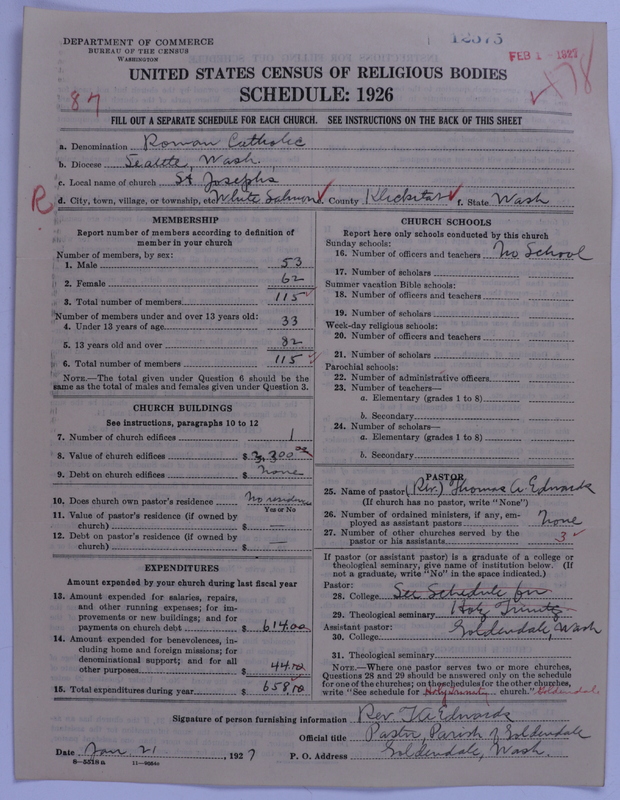 DEPARTMENT OF COMMERCE
BUREAU OF THE CENSUS
WASHINGTON
12575
FEB 1 - 1927
478
UNITED STATES CENSUS OF RELIGIOUS BODIES
SCHEDULE: 1926
87
FILL OUT A SEPARATE SCHEDULE FOR EACH CHURCH. SEE INSTRUCTIONS ON THE BACK OF THIS SHEET
a. Denomination Roman Catholic
b. Diocese Seattle, Wash.
c. Local name of church St Josephs
R d. City, town, village, or township, etc White Salmon County Klickitat f. State Wash
MEMBERSHIP
Report number of members according to definition of
member in your church
Number of members, by sex:
1. Male 53
2. Female 62
3. Total number of members 115
Number of members under and over 13 years old:
4. Under 13 years of age 33
5. 13 years old and over 82
6. Total number of members 115
NOTE.—The total given under Question 6 should be the
same as the total of males and females given under Question 3.
CHURCH BUILDINGS
See instructions, paragraphs 10 to 12
7. Number of church edifices 1
8. Value of church edifices $ 3,300.00
9. Debt on church edifices $ none
10. Does church own pastor's residence No residence
Yes or No
11. Value of pastor's residence (if owned by
church) $ —
12. Debt on pastor's residence (if owned by
church) $ —
EXPENDITURES
Amount expended by your church during last fiscal year
13. Amount expended for salaries, repairs,
and other running expenses; for im-
provements or new buildings; and for
payments on church debt $ 614.00
14. Amount expended for benevolences, in-
cluding home and foreign missions; for
denominational support; and for all
other purposes $ 44.10
15. Total expenditures during year $ 658.10
CHURCH SCHOOLS
Report here only schools conducted by this church
Sunday schools:
16. Number of officers and teachers No School
17. Number of scholars
Summer vacation Bible schools:
18. Number of officers and teachers
19. Number of scholars
Week-day religious schools:
20. Number of officers and teachers
21. Number of scholars
Parochial schools:
22. Number of administrative officers
23. Number of teachers—
a. Elementary (grades 1 to 8)
b. Secondary
24. Number of scholars—
a. Elementary (grades 1 to 8)
b. Secondary
PASTOR
25. Name of pastor (Rev.) Thomas A. Edwards
(If church has no pastor, write "None")
26. Number of ordained ministers, if any, em-
ployed as assistant pastors none
27. Number of other churches served by the
pastor or his assistants 3
If pastor (or assistant pastor) is a graduate of a college or
theological seminary, give name of institution below. (If
not a graduate, write "No" in the space indicated.)
Pastor:
28. College See Schedule for
29. Theological seminary Holy Trinity
Assistant pastor: Goldendale, Wash
30. College
31. Theological seminary
NOTE.—Where one pastor serves two or more churches,
Questions 28 and 29 should be answered only on the schedule
for one of the churches; on the schedules for the other churches,
write "See schedule for Holy Trinity church." Goldendale
Signature of person furnishing information Rev. T A Edwards
Official title Pastor, Parish of Goldendale
Date Jan 21, 1927 P. O. Address Goldendale, Wash.
8—5518a 11—9664a